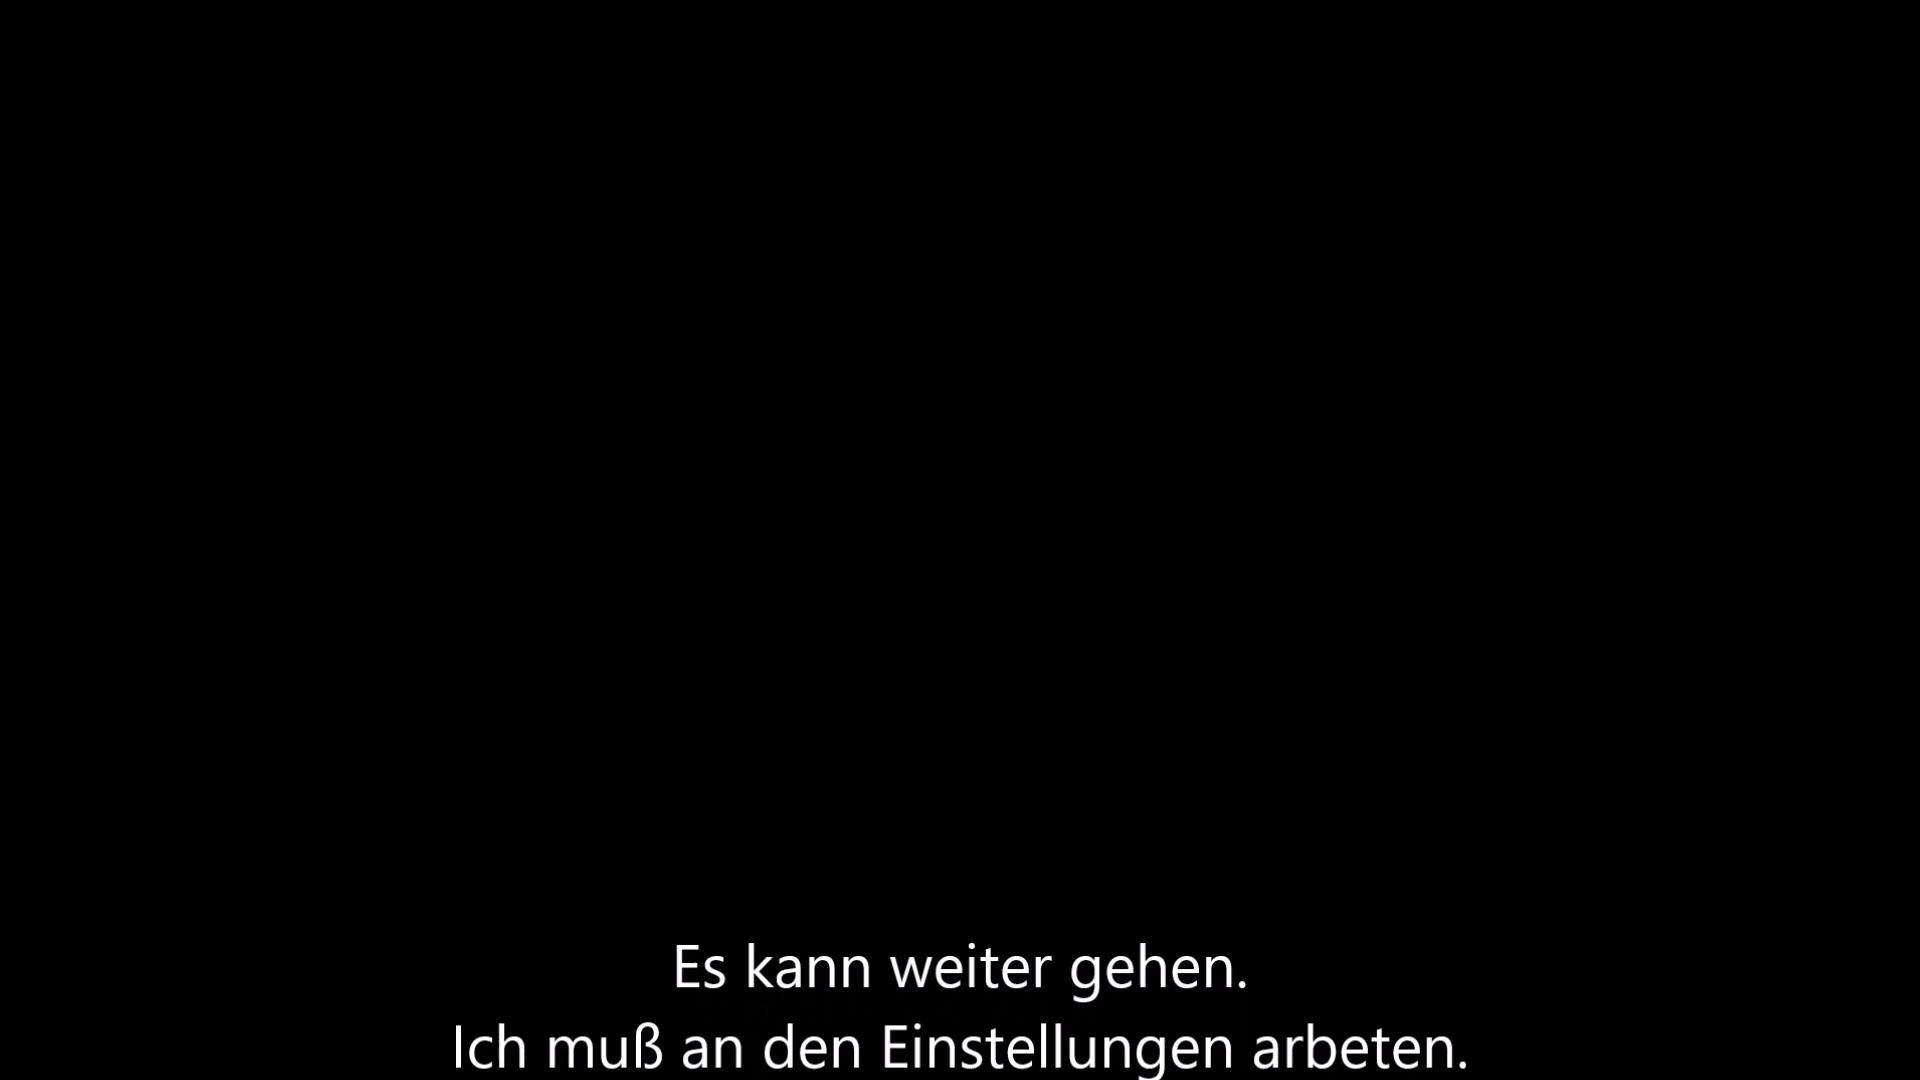 Es kann weiter gehen.
Ich muß an den Einstellungen arbeten.